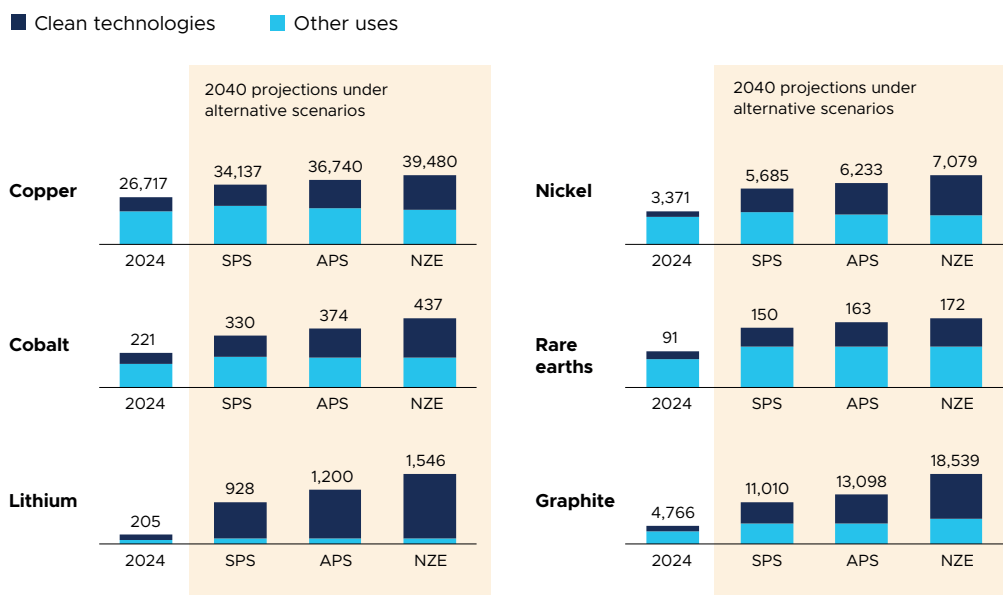 Clean technologies
Other uses
2040 projections under
alternative scenarios
Copper
26,717
34,137
36,740
39,480
2024
SPS
APS
NZE
Cobalt
221
330
374
437
2024
SPS
APS
NZE
Lithium
205
928
1,200
1,546
2024
SPS
APS
NZE
2040 projections under
alternative scenarios
Nickel
3,371
5,685
6,233
7,079
2024
SPS
APS
NZE
Rare
earths
91
150
163
172
2024
SPS
APS
NZE
Graphite
4,766
11,010
13,098
18,539
2024
SPS
APS
NZE